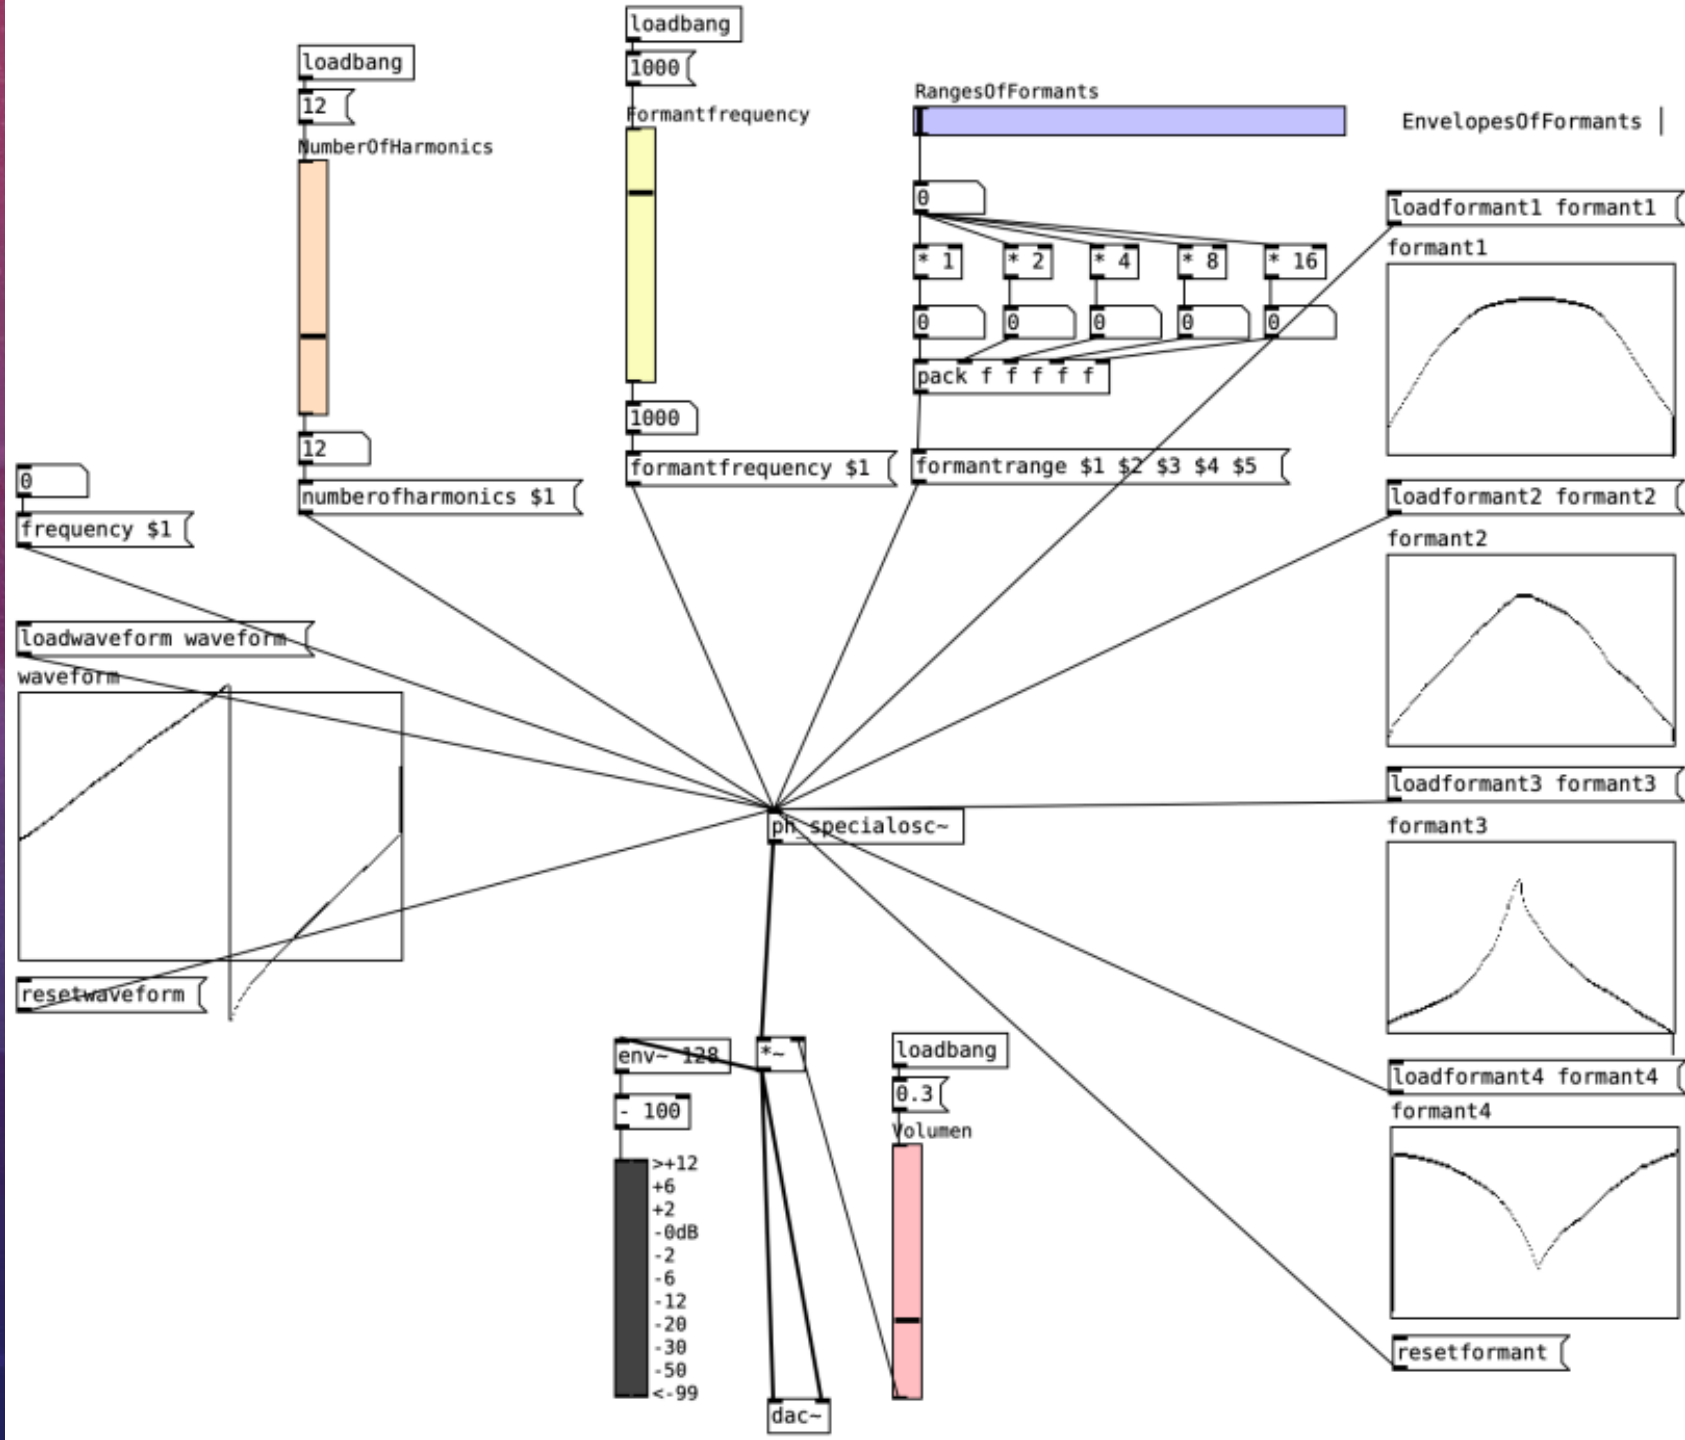 loadbang
1000
Formantfrequency
1000
formantfrequency $1
loadbang
12
NumberOfHarmonics
12
numberofharmonics $1
0
frequency $1
loadwaveform waveform
waveform
resetwaveform
RangesOfFormants
0
* 1
* 2
* 4
* 8
* 16
0
0
0
0
0
pack f f f f f
formantrange $1 $2 $3 $4 $5
EnvelopesOfFormants |
loadformant1 formant1
formant1
loadformant2 formant2
formant2
loadformant3 formant3
formant3
loadformant4 formant4
formant4
resetformant
ph_specialosc~
env~ 128
*~
- 100
>+12
+6
+2
-0dB
-2
-6
-12
-20
-30
-50
<-99
loadbang
0.3
Volumen
dac~